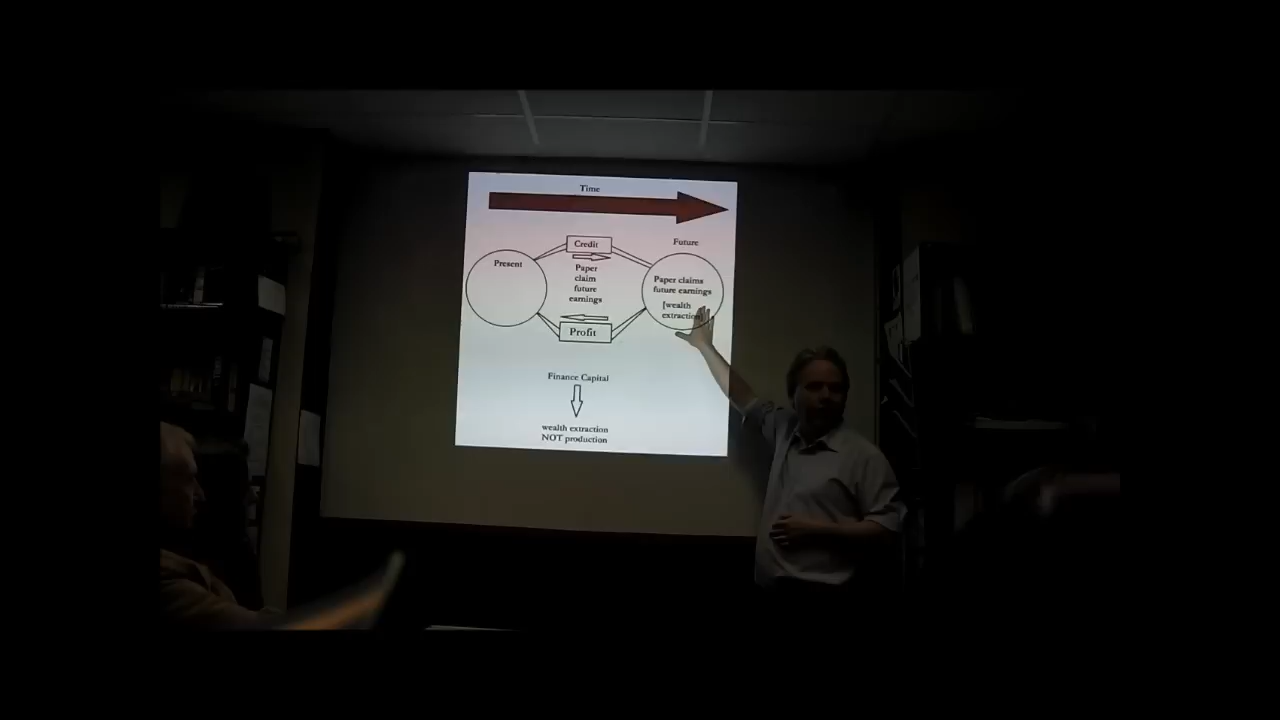 Time
Credit
Future
Present
Paper
claim
future
earnings
Paper claims
future earnings
[wealth
extraction
Profit
Finance Capital
wealth extraction
NOT production